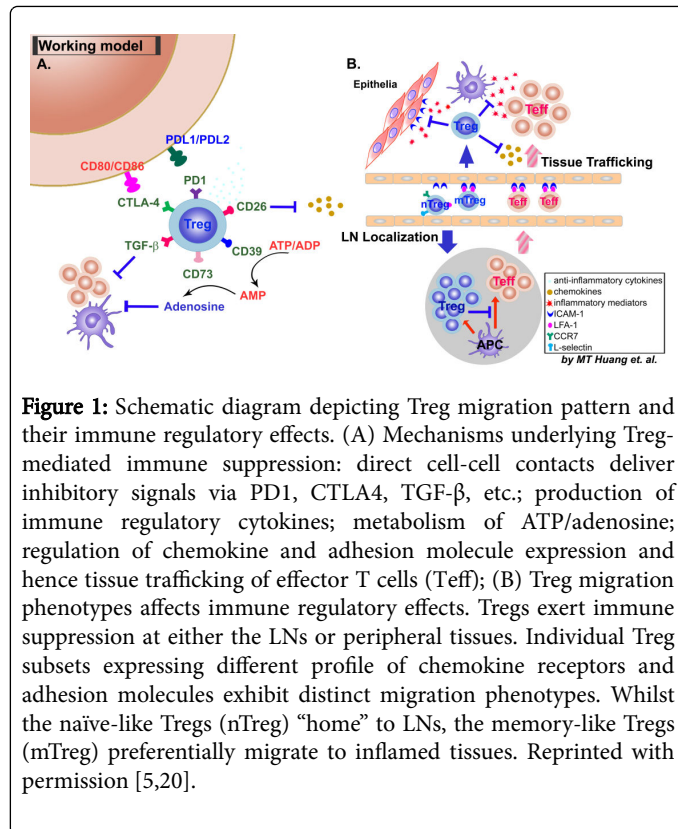 Working model
A.
PDL1/PDL2
CD80/CD86
PD1
CTLA-4
CD26
Treg
TGF-β
CD39
ATP/ADP
CD73
AMP
Adenosine
B.
Epithelia
Teff
Treg
Tissue Trafficking
nTreg
mTreg
Teff
Teff
LN Localization
Teff
Treg
APC
anti-inflammatory cytokines
chemokines
inflammatory mediators
ICAM-1
LFA-1
CCR7
L-selectin
by MT Huang et. al.
Figure 1: Schematic diagram depicting Treg migration pattern and
their immune regulatory effects. (A) Mechanisms underlying Treg-
mediated immune suppression: direct cell-cell contacts deliver
inhibitory signals via PD1, CTLA4, TGF-β, etc.; production of
immune regulatory cytokines; metabolism of ATP/adenosine;
regulation of chemokine and adhesion molecule expression and
hence tissue trafficking of effector T cells (Teff); (B) Treg migration
phenotypes affects immune regulatory effects. Tregs exert immune
suppression at either the LNs or peripheral tissues. Individual Treg
subsets expressing different profile of chemokine receptors and
adhesion molecules exhibit distinct migration phenotypes. Whilst
the naïve-like Tregs (nTreg) “home” to LNs, the memory-like Tregs
(mTreg) preferentially migrate to inflamed tissues. Reprinted with
permission [5,20].